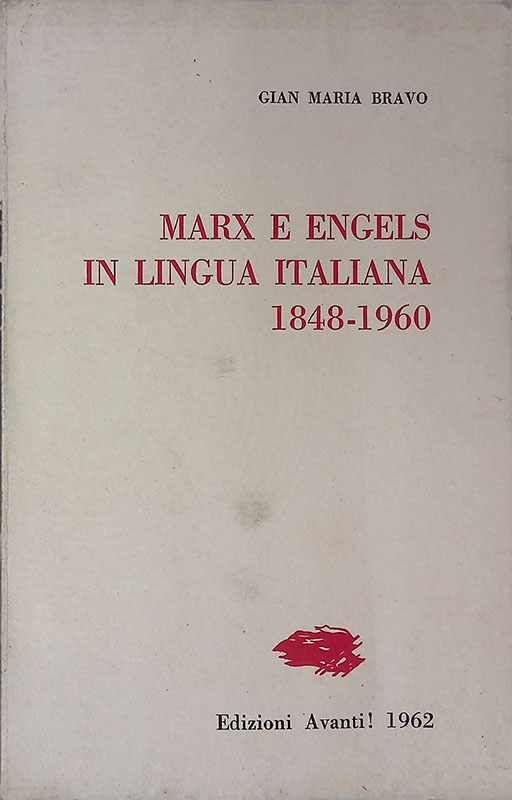 GIAN MARIA BRAVO
MARX E ENGELS
IN LINGUA ITALIANA
1848-1960
Edizioni Avanti! 1962